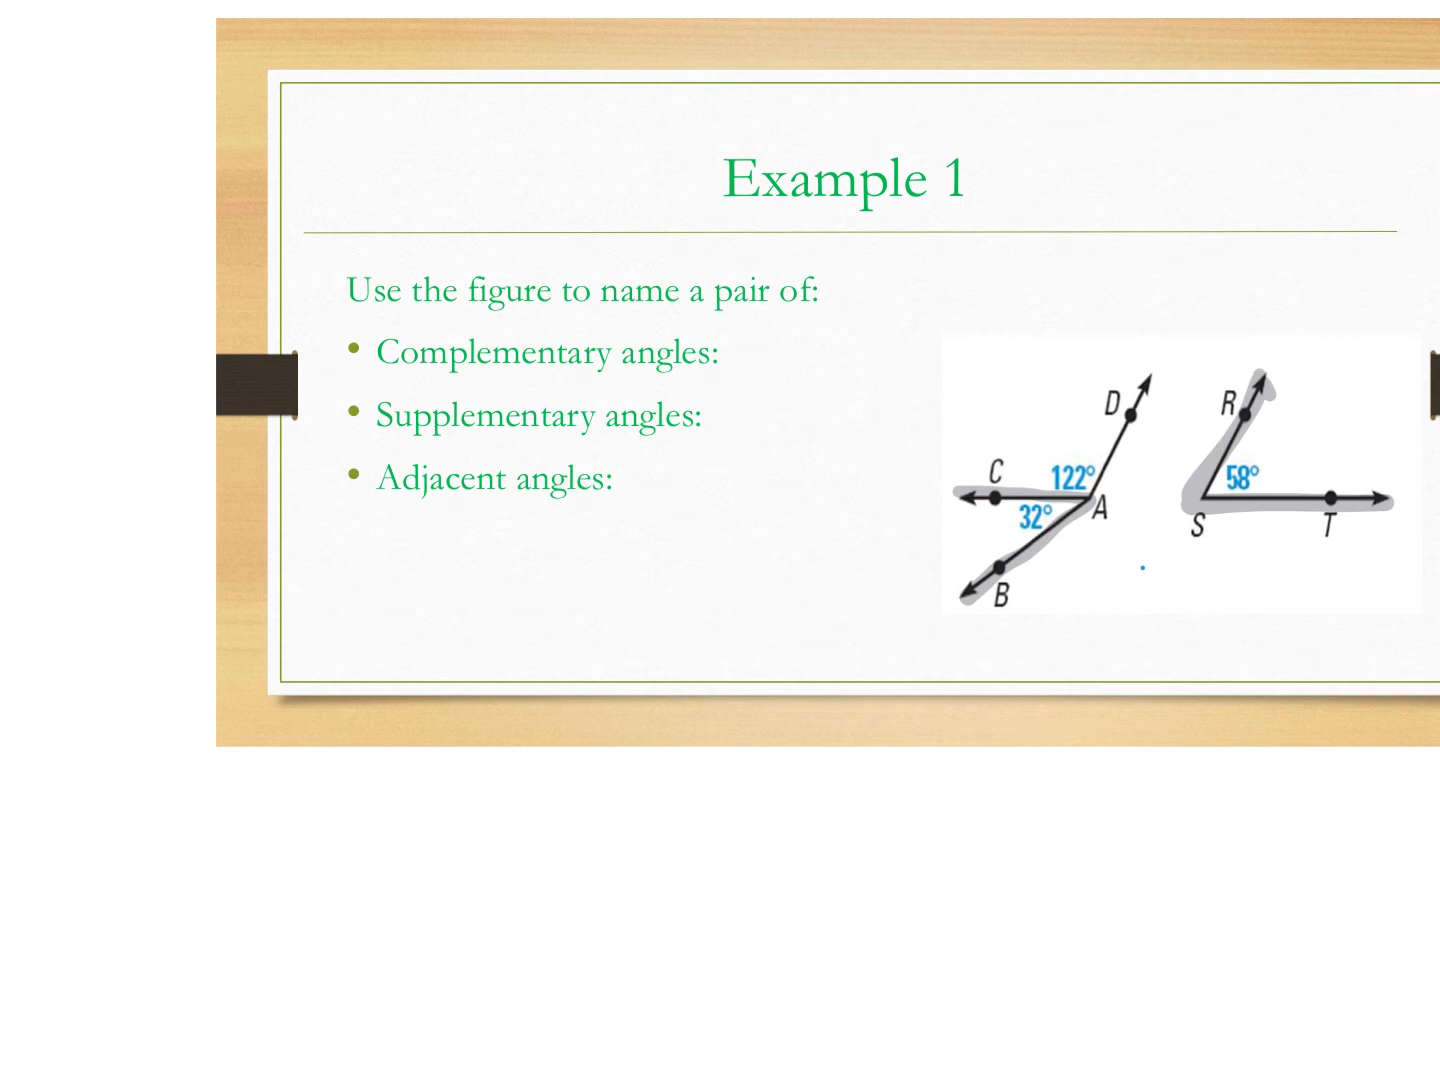 Example 1
Use the figure to name a pair of:
• Complementary angles:
• Supplementary angles:
• Adjacent angles:
D
R
C
122°
58°
32°
A
S
T
B